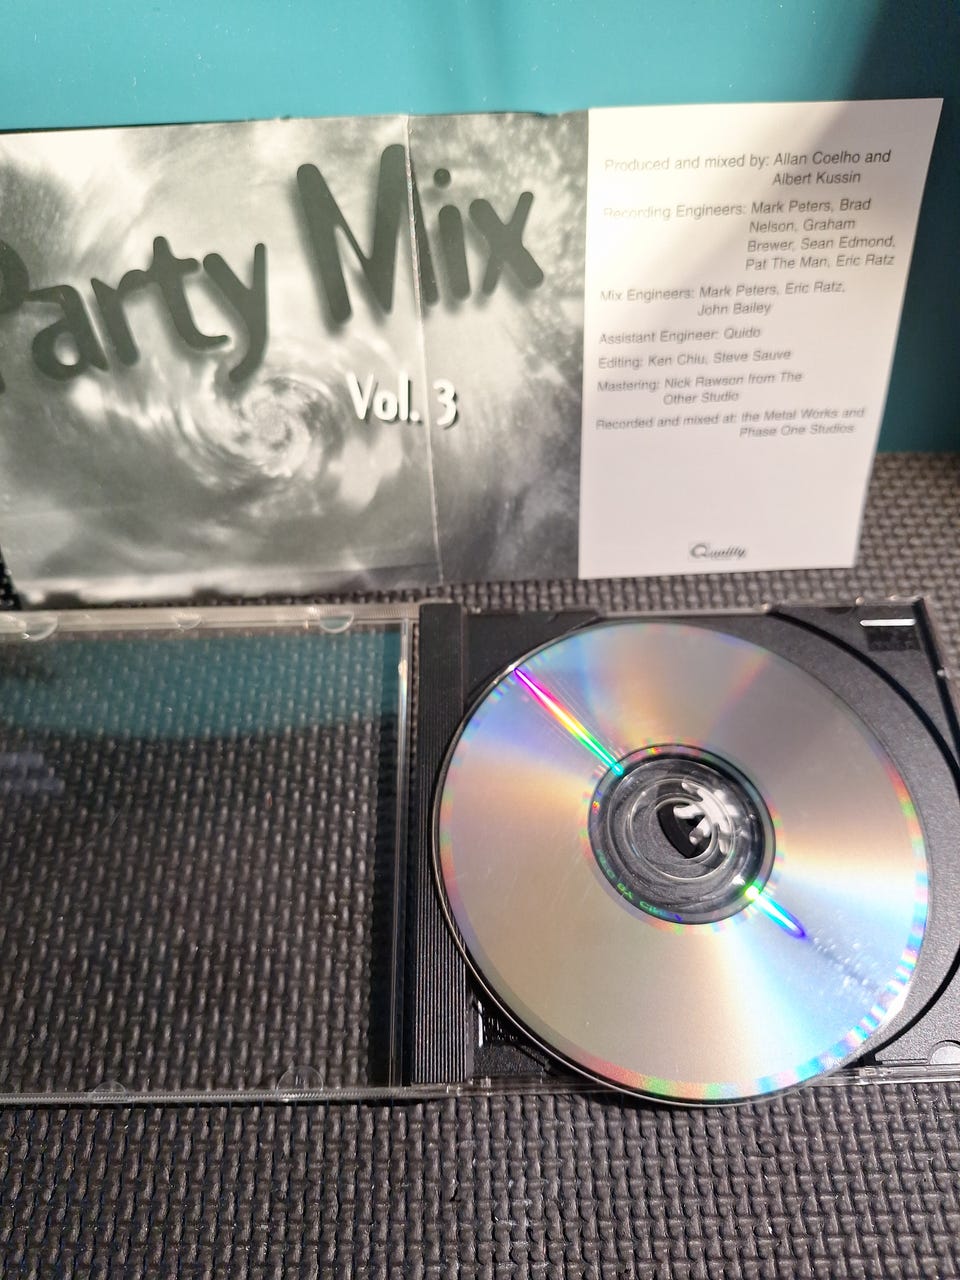 Party Mix
Vol. 3
Produced and mixed by: Allan Coelho and
Albert Kussin
Recording Engineers: Mark Peters, Brad
Nelson, Graham
Brewer, Sean Edmond,
Pat The Man, Eric Ratz
Mix Engineers: Mark Peters, Eric Ratz,
John Bailey
Assistant Engineer: Quido
Editing: Ken Chiu, Steve Sauve
Mastering: Nick Rawson from The
Other Studio
Recorded and mixed at: the Metal Works and
Phase One Studios
Quality